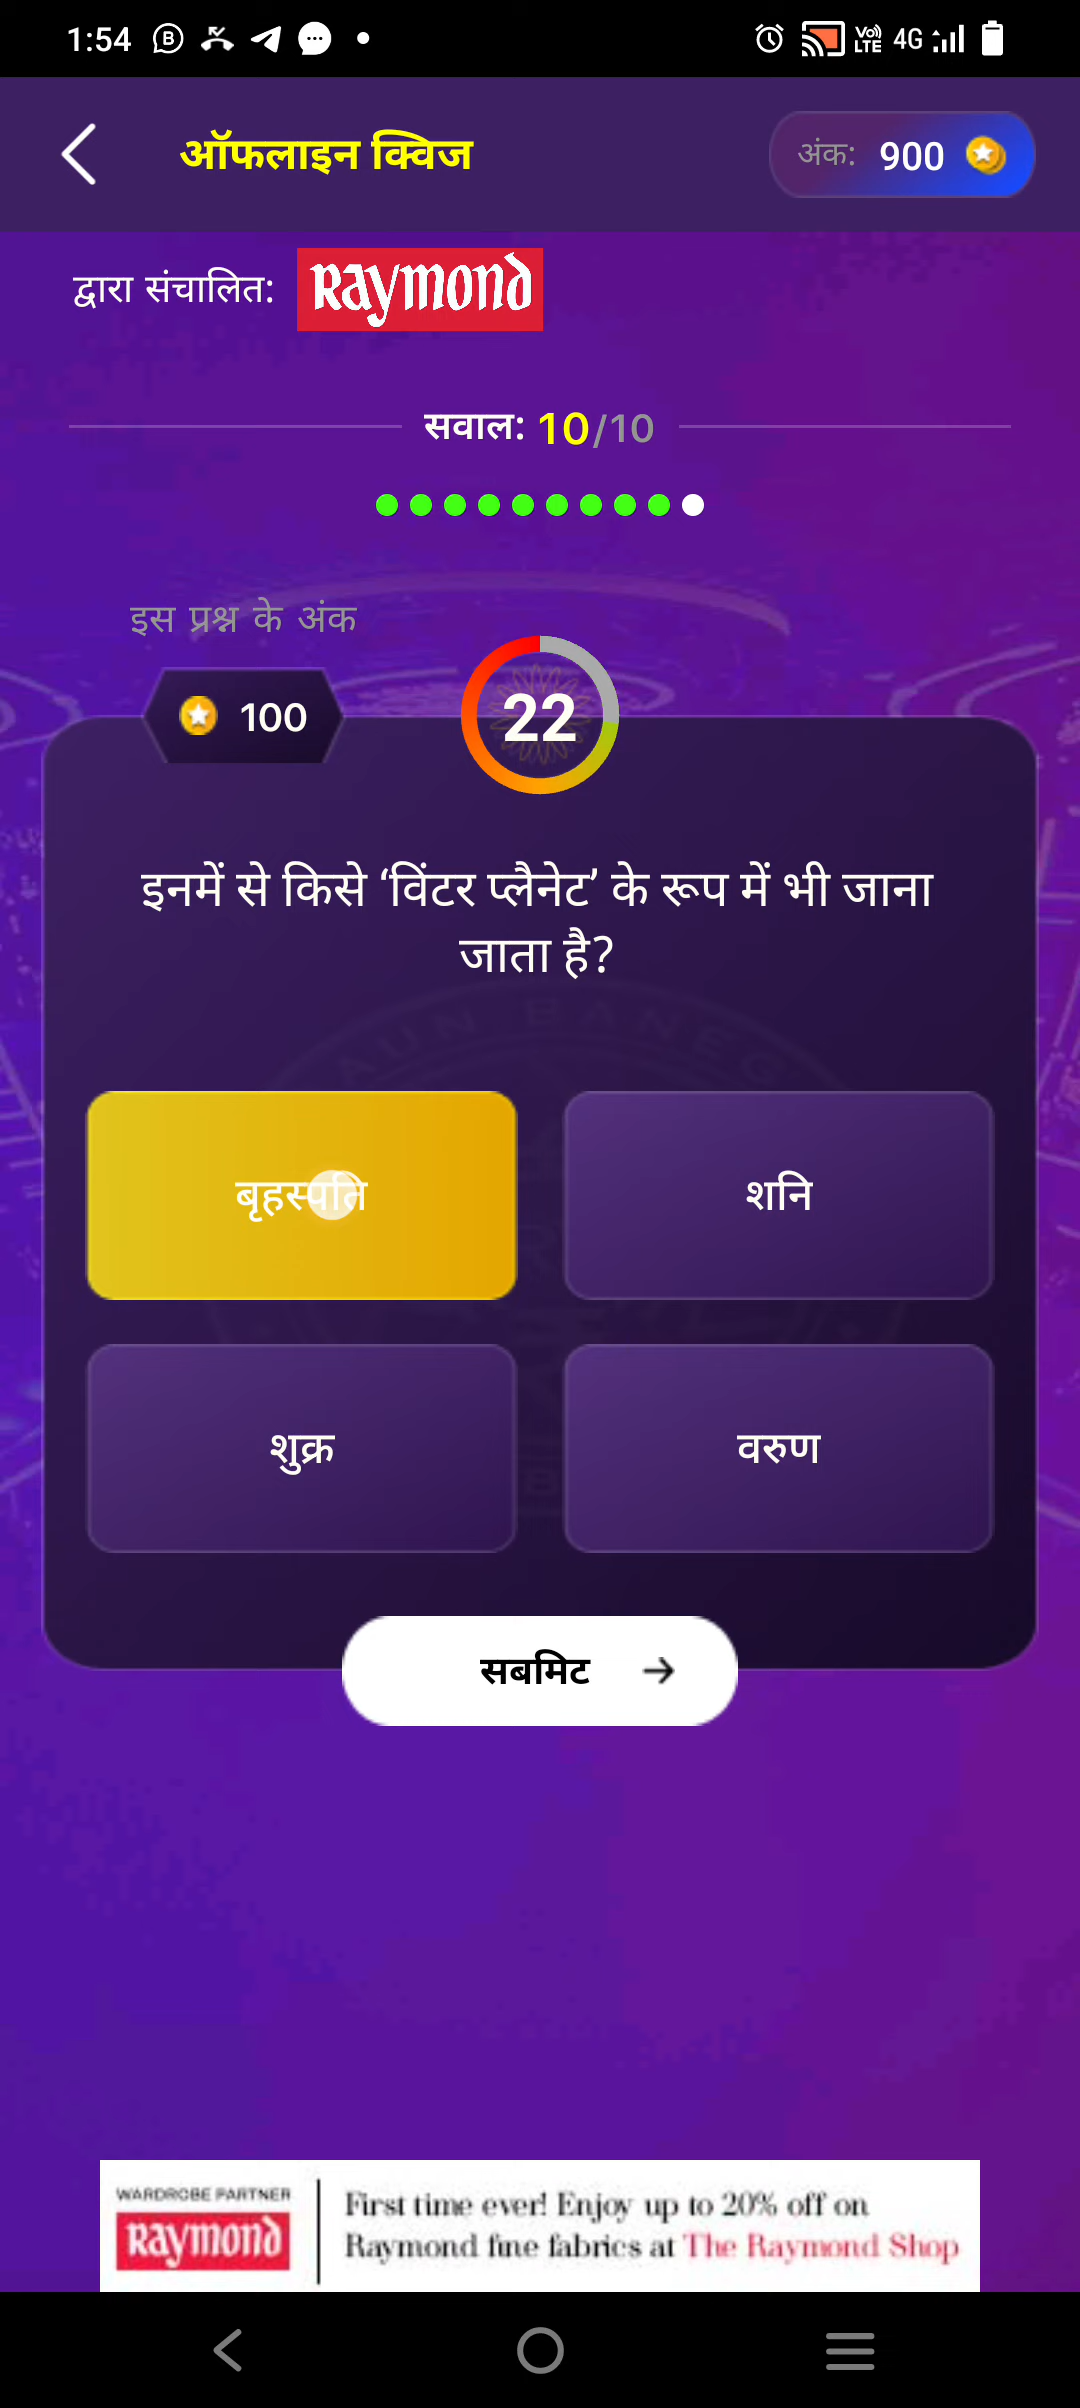 1:54
Vo)) LTE 4G
ऑफलाइन क्विज
अंक: 900
द्वारा संचालित: Raymond
सवाल: 10/10
इस प्रश्न के अंक
100
22
इनमें से किसे ‘विंटर प्लैनेट’ के रूप में भी जाना
जाता है?
बृहस्पति
शनि
शुक्र
वरुण
सबमिट
WARDROBE PARTNER
Raymond
First time ever! Enjoy up to 20% off on
Raymond fine fabrics at The Raymond Shop